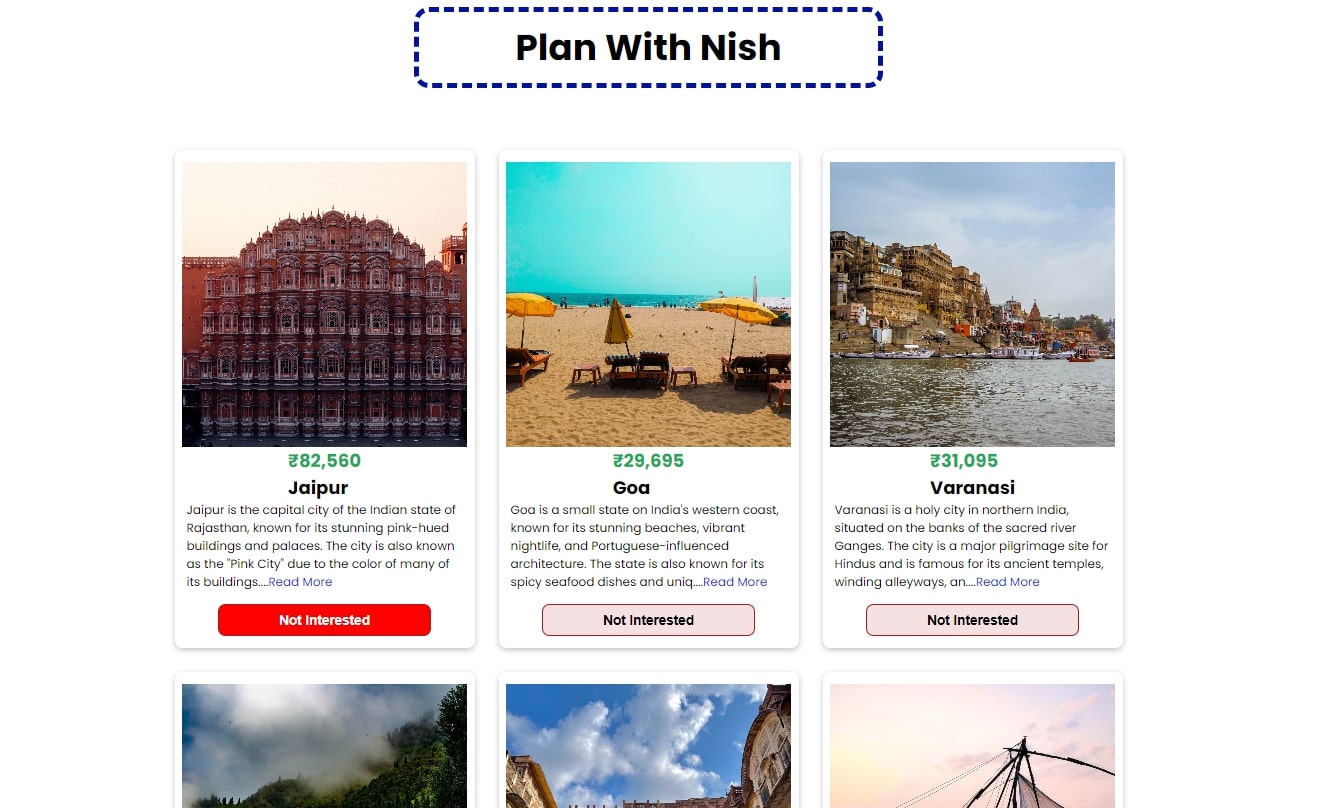 Plan With Nish
₹82,560
Jaipur
Jaipur is the capital city of the Indian state of
Rajasthan, known for its stunning pink-hued
buildings and palaces. The city is also known
as the "Pink City" due to the color of many of
its buildings....Read More
Not Interested
₹29,695
Goa
Goa is a small state on India's western coast,
known for its stunning beaches, vibrant
nightlife, and Portuguese-influenced
architecture. The state is also known for its
spicy seafood dishes and uniq....Read More
Not Interested
₹31,095
Varanasi
Varanasi is a holy city in northern India,
situated on the banks of the sacred river
Ganges. The city is a major pilgrimage site for
Hindus and is famous for its ancient temples,
winding alleyways, an....Read More
Not Interested